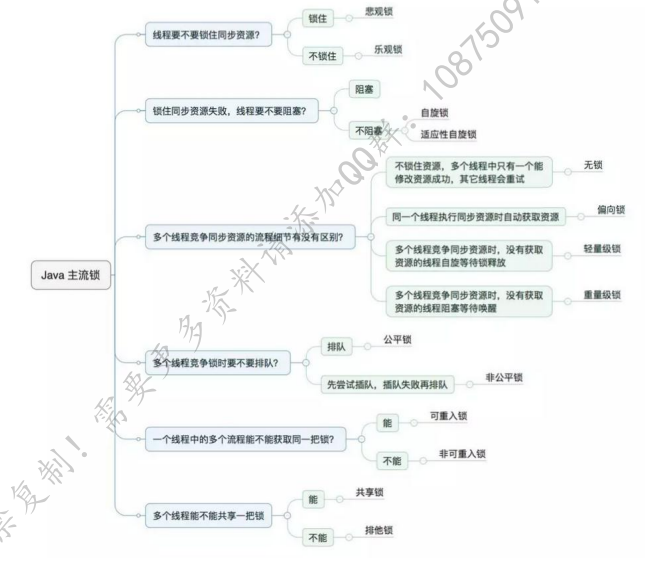 Java 主流锁
线程要不要锁住同步资源?
锁住
悲观锁
不锁住
乐观锁
锁住同步资源失败,线程要不要阻塞?
阻塞
不阻塞
自旋锁
适应性自旋锁
多个线程竞争同步资源的流程细节有没有区别?
不锁住资源,多个线程中只有一个能
修改资源成功,其它线程会重试
无锁
同一个线程执行同步资源时自动获取资源
偏向锁
多个线程竞争同步资源时,没有获取
资源的线程自旋等待锁释放
轻量级锁
多个线程竞争同步资源时,没有获取
资源的线程阻塞等待唤醒
重量级锁
多个线程竞争锁时要不要排队?
排队
公平锁
先尝试插队,插队失败再排队
非公平锁
一个线程中的多个流程能不能获取同一把锁?
能
可重入锁
不能
非可重入锁
多个线程能不能共享一把锁
能
共享锁
不能
排他锁
禁复制!需要更多资料请添加QQ群:10875091